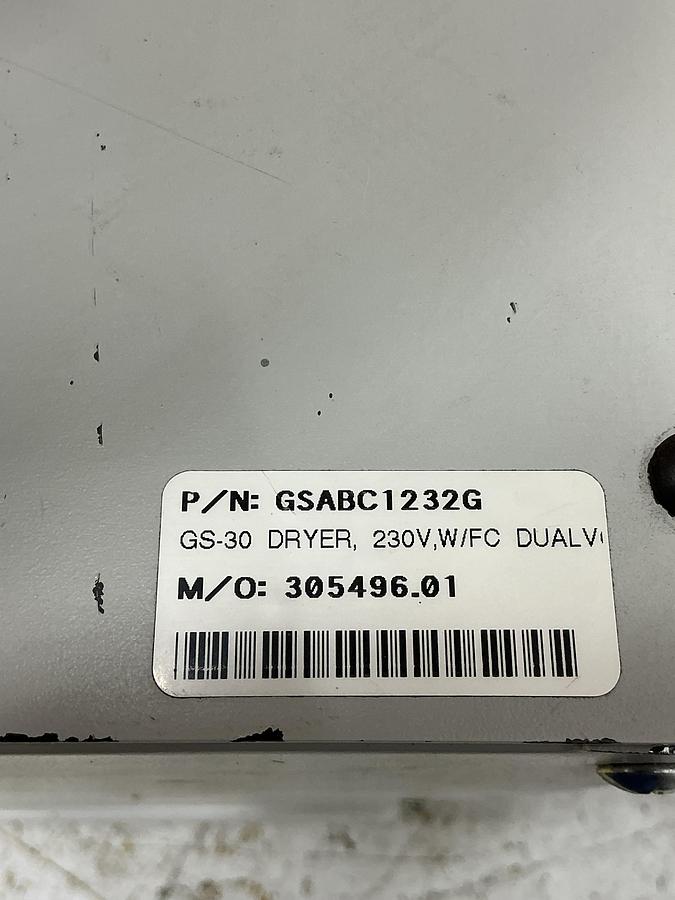 P/N: GSABC1232G
GS-30 DRYER, 230V,W/FC
M/O: 305496.01